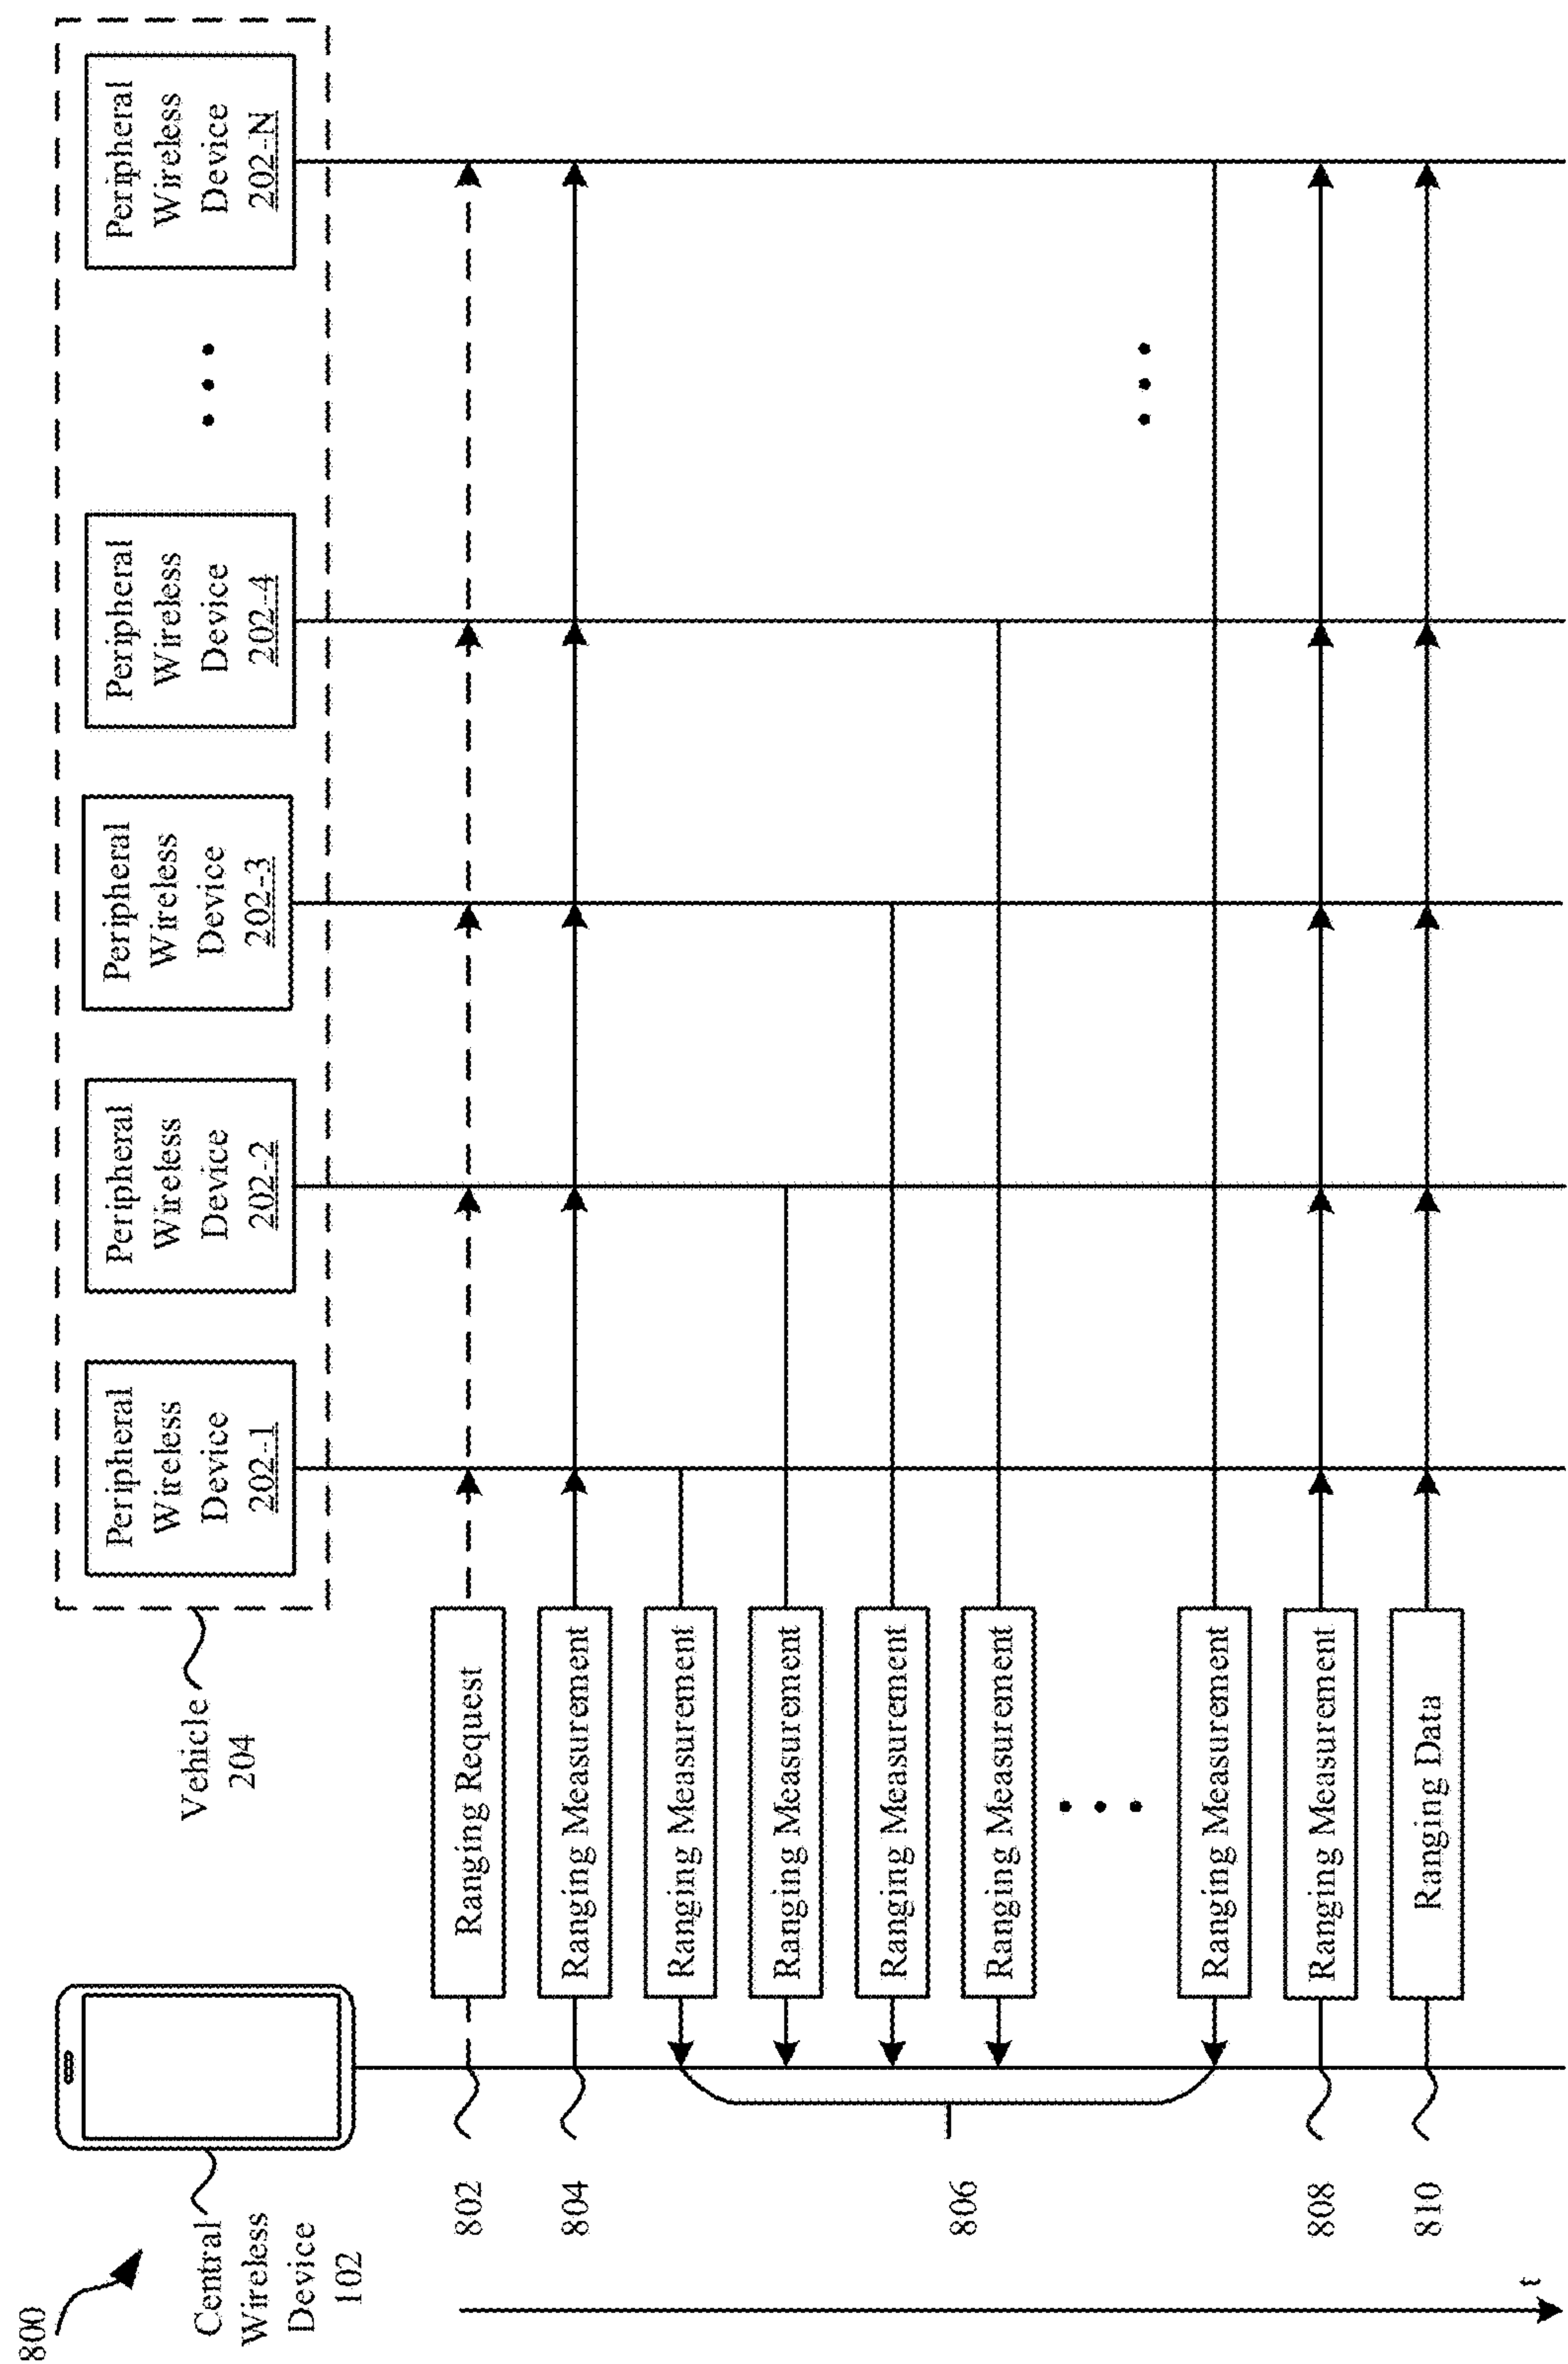 800
Central
Wireless
Device
102
Vehicle
204
Peripheral
Wireless
Device
202-1
Peripheral
Wireless
Device
202-2
Peripheral
Wireless
Device
202-3
Peripheral
Wireless
Device
202-4
Peripheral
Wireless
Device
202-N
802
Ranging Request
804
Ranging Measurement
Ranging Measurement
Ranging Measurement
806
Ranging Measurement
Ranging Measurement
Ranging Measurement
808
Ranging Measurement
810
Ranging Data
t